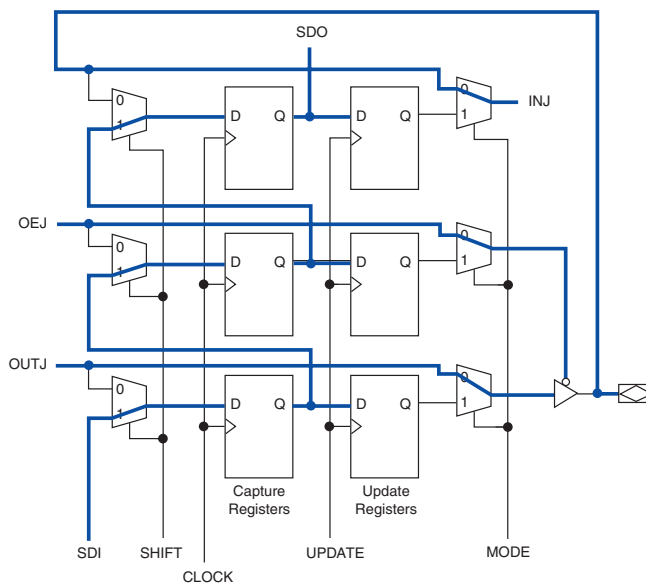 SDO
0
1
D Q
D Q
0
1
INJ
OEJ
0
1
D Q
D Q
0
1
OUTJ
0
1
D Q
D Q
0
1
Capture
Registers
Update
Registers
SDI
SHIFT
CLOCK
UPDATE
MODE